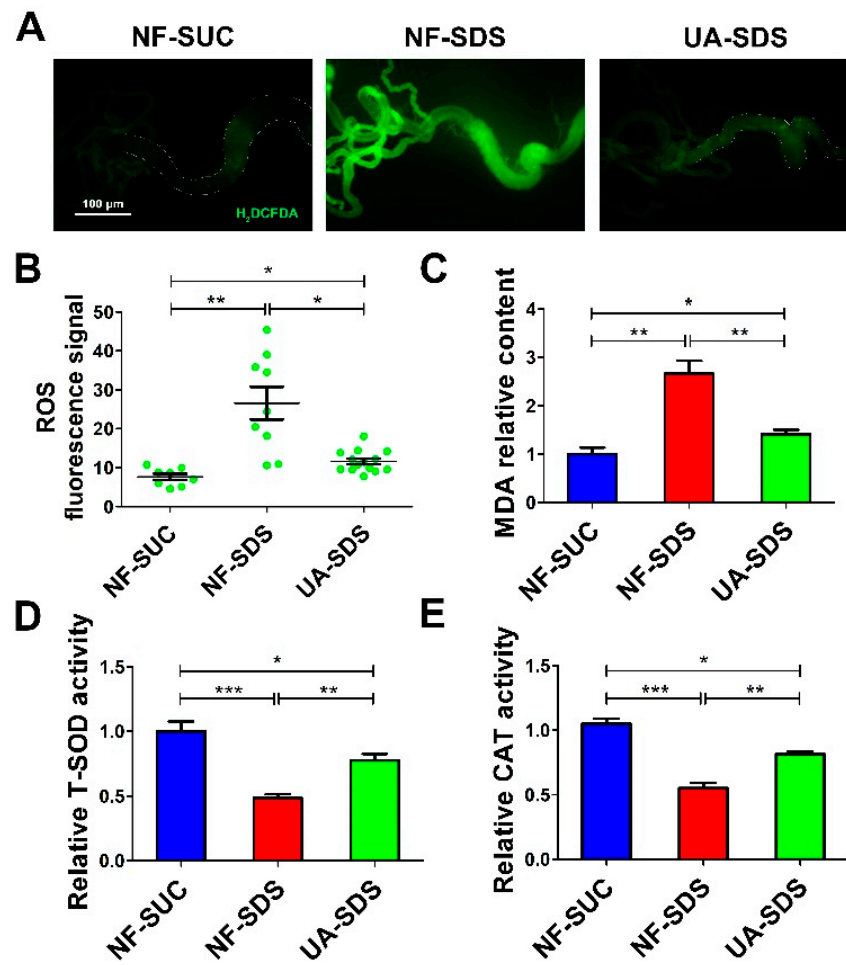 A
NF-SUC
NF-SDS
UA-SDS
100 µm
H₂DCFDA
B
*
**
*
ROS
fluorescence signal
50
40
30
20
10
0
NF-SUC
NF-SDS
UA-SDS
C
*
**
**
MDA relative content
4
3
2
1
0
NF-SUC
NF-SDS
UA-SDS
D
*
***
**
Relative T-SOD activity
1.5
1.0
0.5
0.0
NF-SUC
NF-SDS
UA-SDS
E
*
***
**
Relative CAT activity
1.5
1.0
0.5
0.0
NF-SUC
NF-SDS
UA-SDS